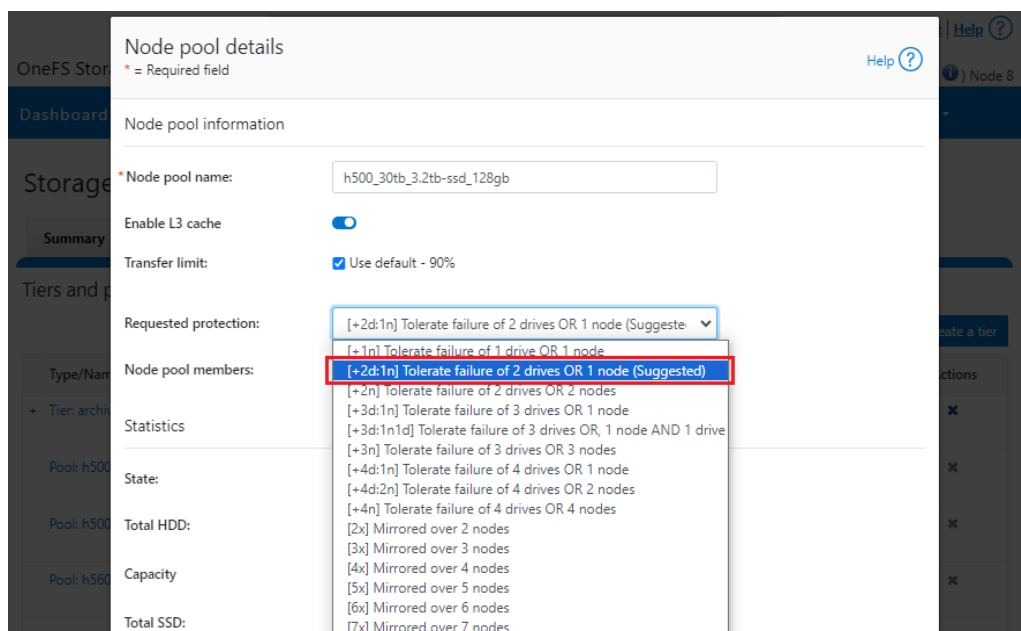 Node pool details
* = Required field
Help ?
Help ?
OneFS Stor
) Node 8
Dashboard
Node pool information
Storage
* Node pool name:
h500_30tb_3.2tb-ssd_128gb
Enable L3 cache
Summary
Transfer limit:
Use default - 90%
Tiers and p
Requested protection:
[+2d:1n] Tolerate failure of 2 drives OR 1 node (Suggeste
eate a tier
[+1n] Tolerate failure of 1 drive OR 1 node
Node pool members:
[+2d:1n] Tolerate failure of 2 drives OR 1 node (Suggested)
Type/Nam
ctions
[+2n] Tolerate failure of 2 drives OR 2 nodes
+ Tier: archiv
[+3d:1n] Tolerate failure of 3 drives OR 1 node
Statistics
[+3d:1n1d] Tolerate failure of 3 drives OR, 1 node AND 1 drive
[+3n] Tolerate failure of 3 drives OR 3 nodes
Pool: h500
[+4d:1n] Tolerate failure of 4 drives OR 1 node
State:
[+4d:2n] Tolerate failure of 4 drives OR 2 nodes
[+4n] Tolerate failure of 4 drives OR 4 nodes
Pool: h500
Total HDD:
[2x] Mirrored over 2 nodes
[3x] Mirrored over 3 nodes
Pool: h560
Capacity
[4x] Mirrored over 4 nodes
[5x] Mirrored over 5 nodes
[6x] Mirrored over 6 nodes
Total SSD:
[7x] Mirrored over 7 nodes